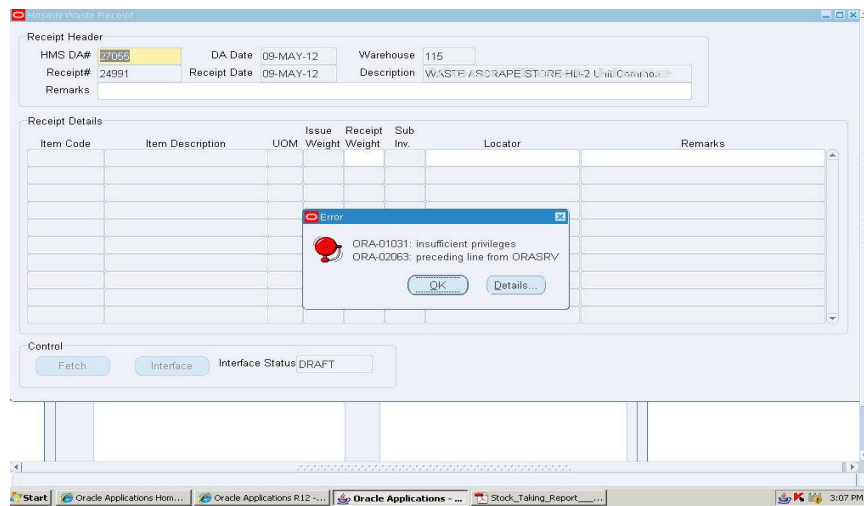 Hoseity Waste Receipt
Receipt Header
HMS DA# 27055 DA Date 09-MAY-12 Warehouse 115
Receipt# 24991 Receipt Date 09-MAY-12 Description WASTE / SCRAPE STORE HD-2 Unit
Remarks
Receipt Details
Issue Receipt Sub
Item Code Item Description UOM Weight Weight Inv. Locator Remarks
Error
ORA-01031: insufficient privileges
ORA-02063: preceding line from ORASRV
OK Details...
Control
Fetch Interface Interface Status DRAFT
Start Oracle Applications Hom... Oracle Applications R12 -... Oracle Applications - ... Stock_Taking_Report___... 3:07 PM